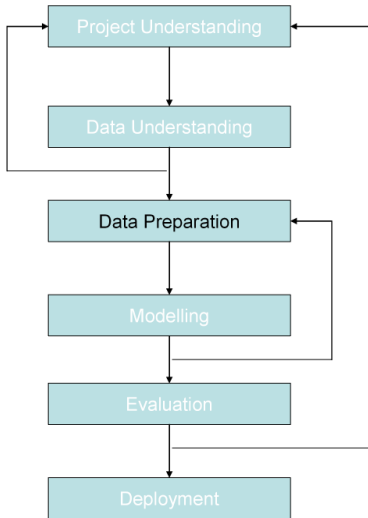 Project Understanding
Data Understanding
Data Preparation
Modelling
Evaluation
Deployment